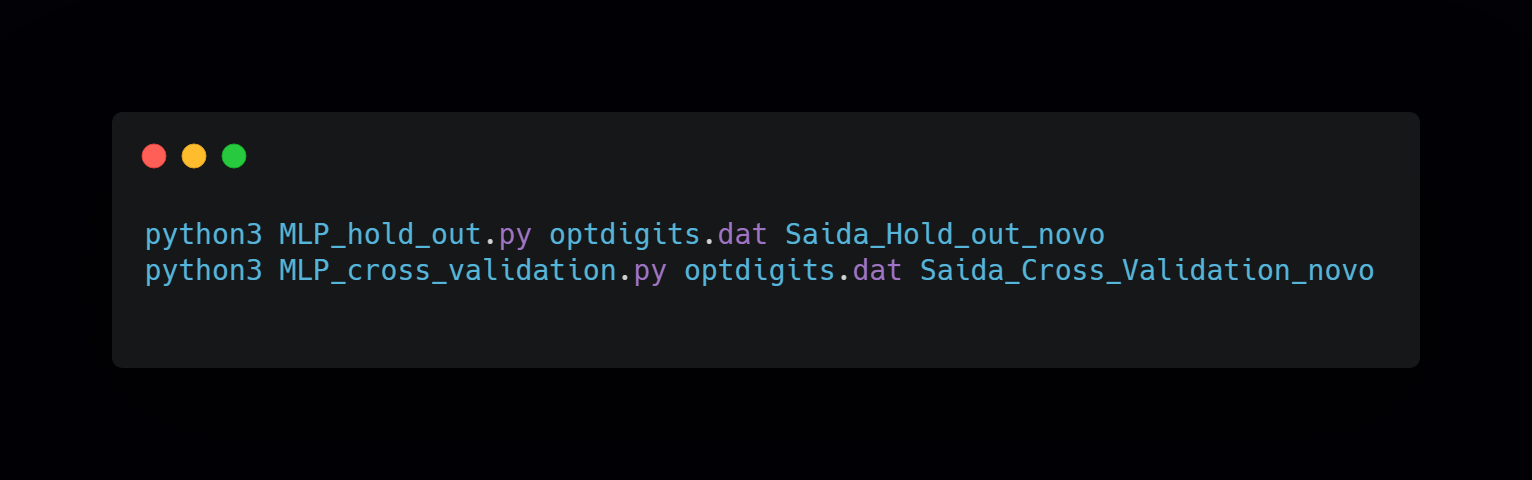 python3 MLP_hold_out.py optdigits.dat Saida_Hold_out_novo
python3 MLP_cross_validation.py optdigits.dat Saida_Cross_Validation_novo